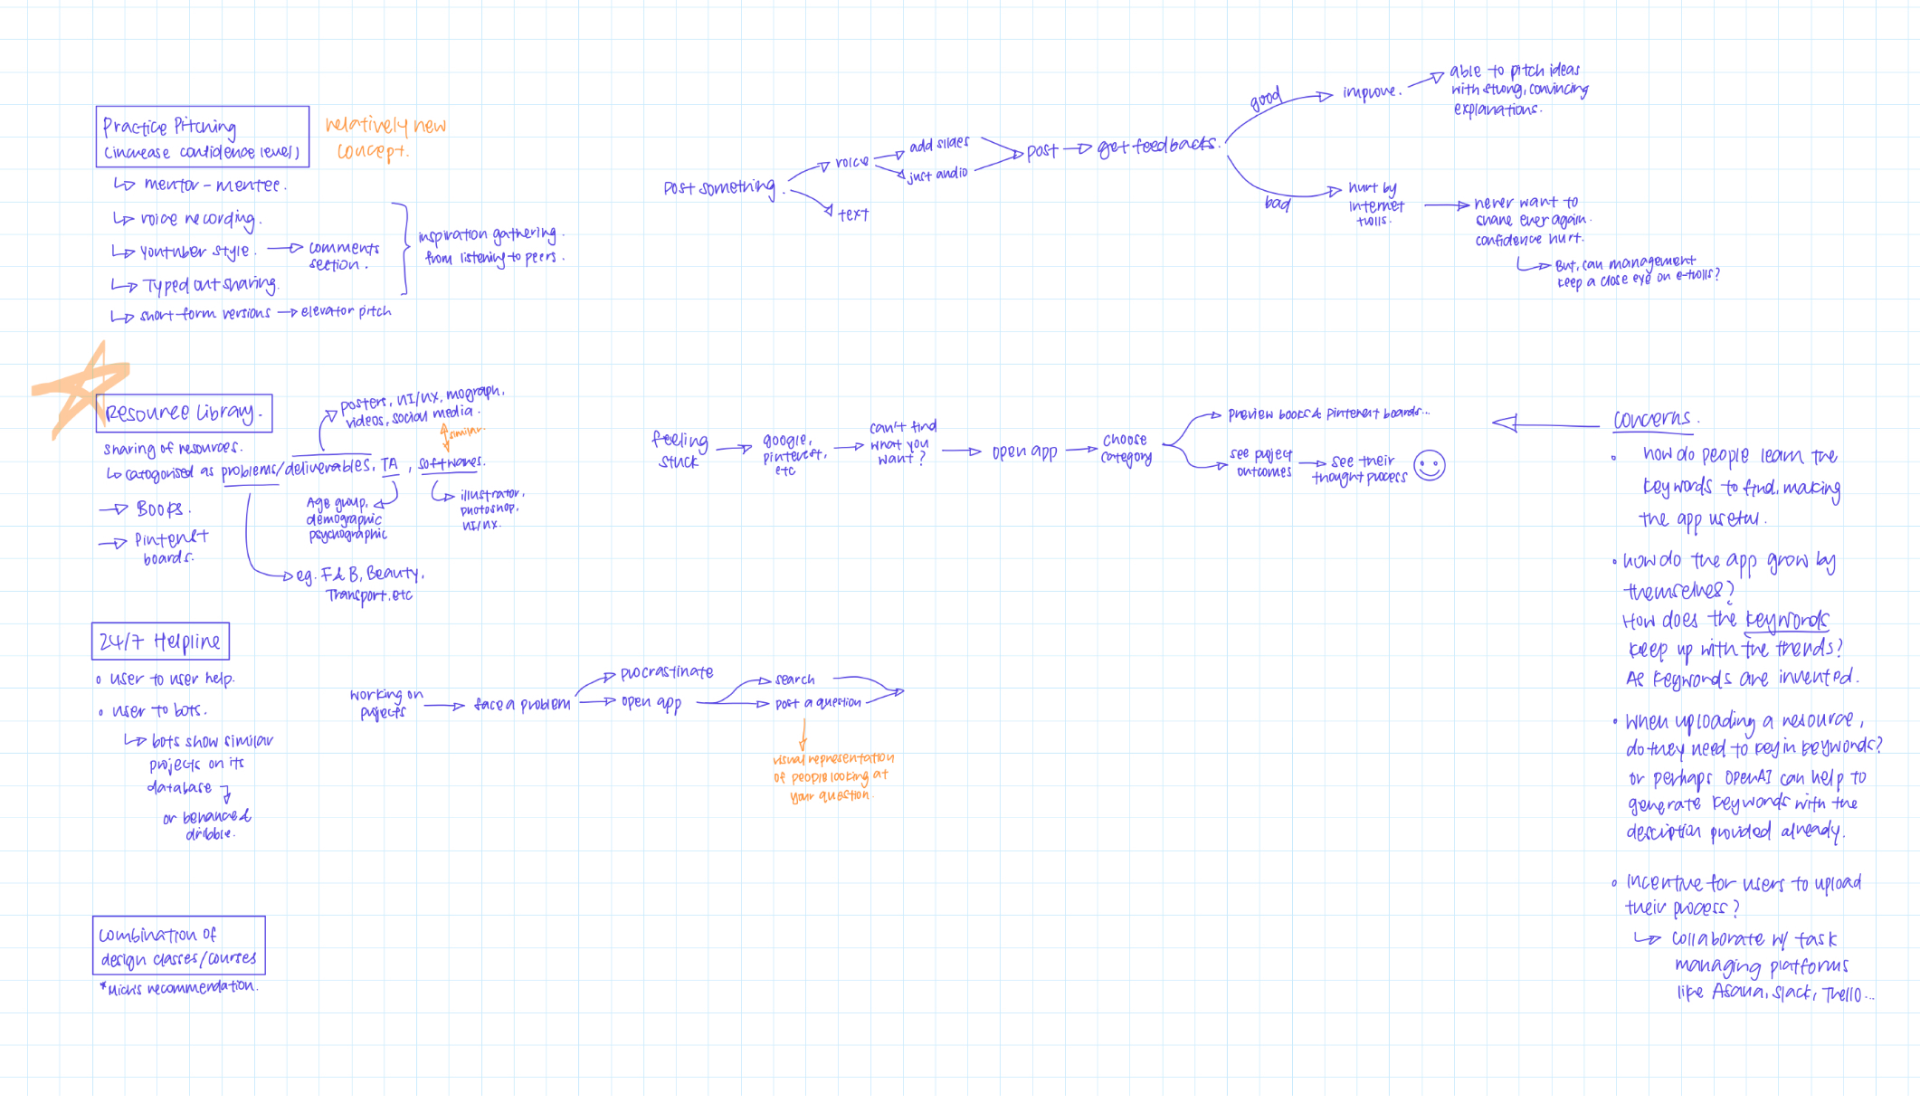 Practice Pitching
(increase confidence level)
relatively new
concept.
mentor-mentee.
voice recording.
youtuber style.
comments
section.
Typed out sharing.
short-form versions
elevator pitch
inspiration gathering.
from listening to peers.
post something.
voice
text
add slides
just audio
post
get feedbacks.
good
improve.
able to pitch ideas
with strong, convincing
explanations.
bad
hurt by
internet
trolls.
never want to
share ever again.
confidence hurt.
But, can management
keep a close eye on e-trolls?
Resource Library.
sharing of resources.
categorised as problems/deliverables, TA, softwares.
posters, UI/UX, mograph,
videos, social media.
similar.
Books.
Pinterest
boards.
Age group,
demographic
psychographic
illustrator,
photoshop,
UI/UX.
eg. F&B, Beauty,
Transport, etc
feeling
stuck
google,
pinterest,
etc
can't find
what you
want?
open app
choose
category
preview books & pinterest boards...
see project
outcomes
see their
thought process
concerns.
how do people learn the
keywords to find, making
the app useful.
how do the app grow by
themselves?
How does the keywords
keep up with the trends?
As keywords are invented.
when uploading a resource,
do they need to key in keywords?
or perhaps OpenAI can help to
generate keywords with the
description provided already.
Incentive for users to upload
their process?
collaborate w/ task
managing platforms
like Asana, Slack, Trello...
24/7 Helpline
user to user help.
user to bots.
bots show similar
projects on its
database
or behance &
dribble.
working on
projects
face a problem
procrastinate
open app
search
post a question
visual representation
of people looking at
your question.
combination of
design classes/courses
recommendation.